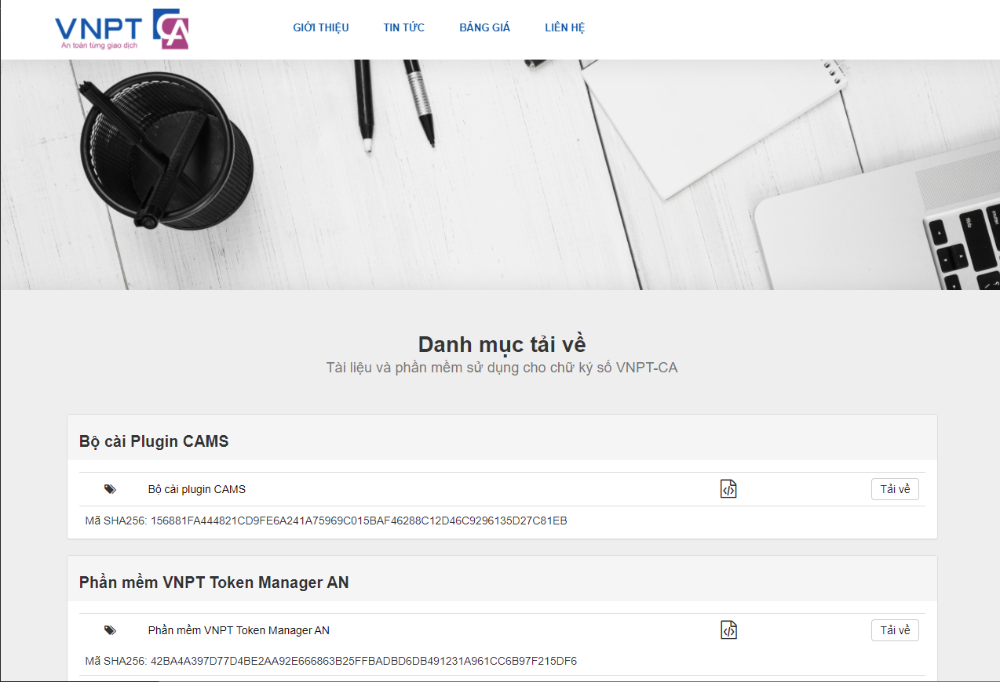 VNPT CA
An toàn từng giao dịch
GIỚI THIỆU
TIN TỨC
BẢNG GIÁ
LIÊN HỆ
Danh mục tải về
Tài liệu và phần mềm sử dụng cho chữ ký số VNPT-CA
Bộ cài Plugin CAMS
Bộ cài plugin CAMS
Tải về
Mã SHA256: 156881FA444821CD9FE6A241A75969C015BAF46288C12D46C9296135D27C81EB
Phần mềm VNPT Token Manager AN
Phần mềm VNPT Token Manager AN
Tải về
Mã SHA256: 42BA4A397D77D4BE2AA92E666863B25FFBADBD6DB491231A961CC6B97F215DF6